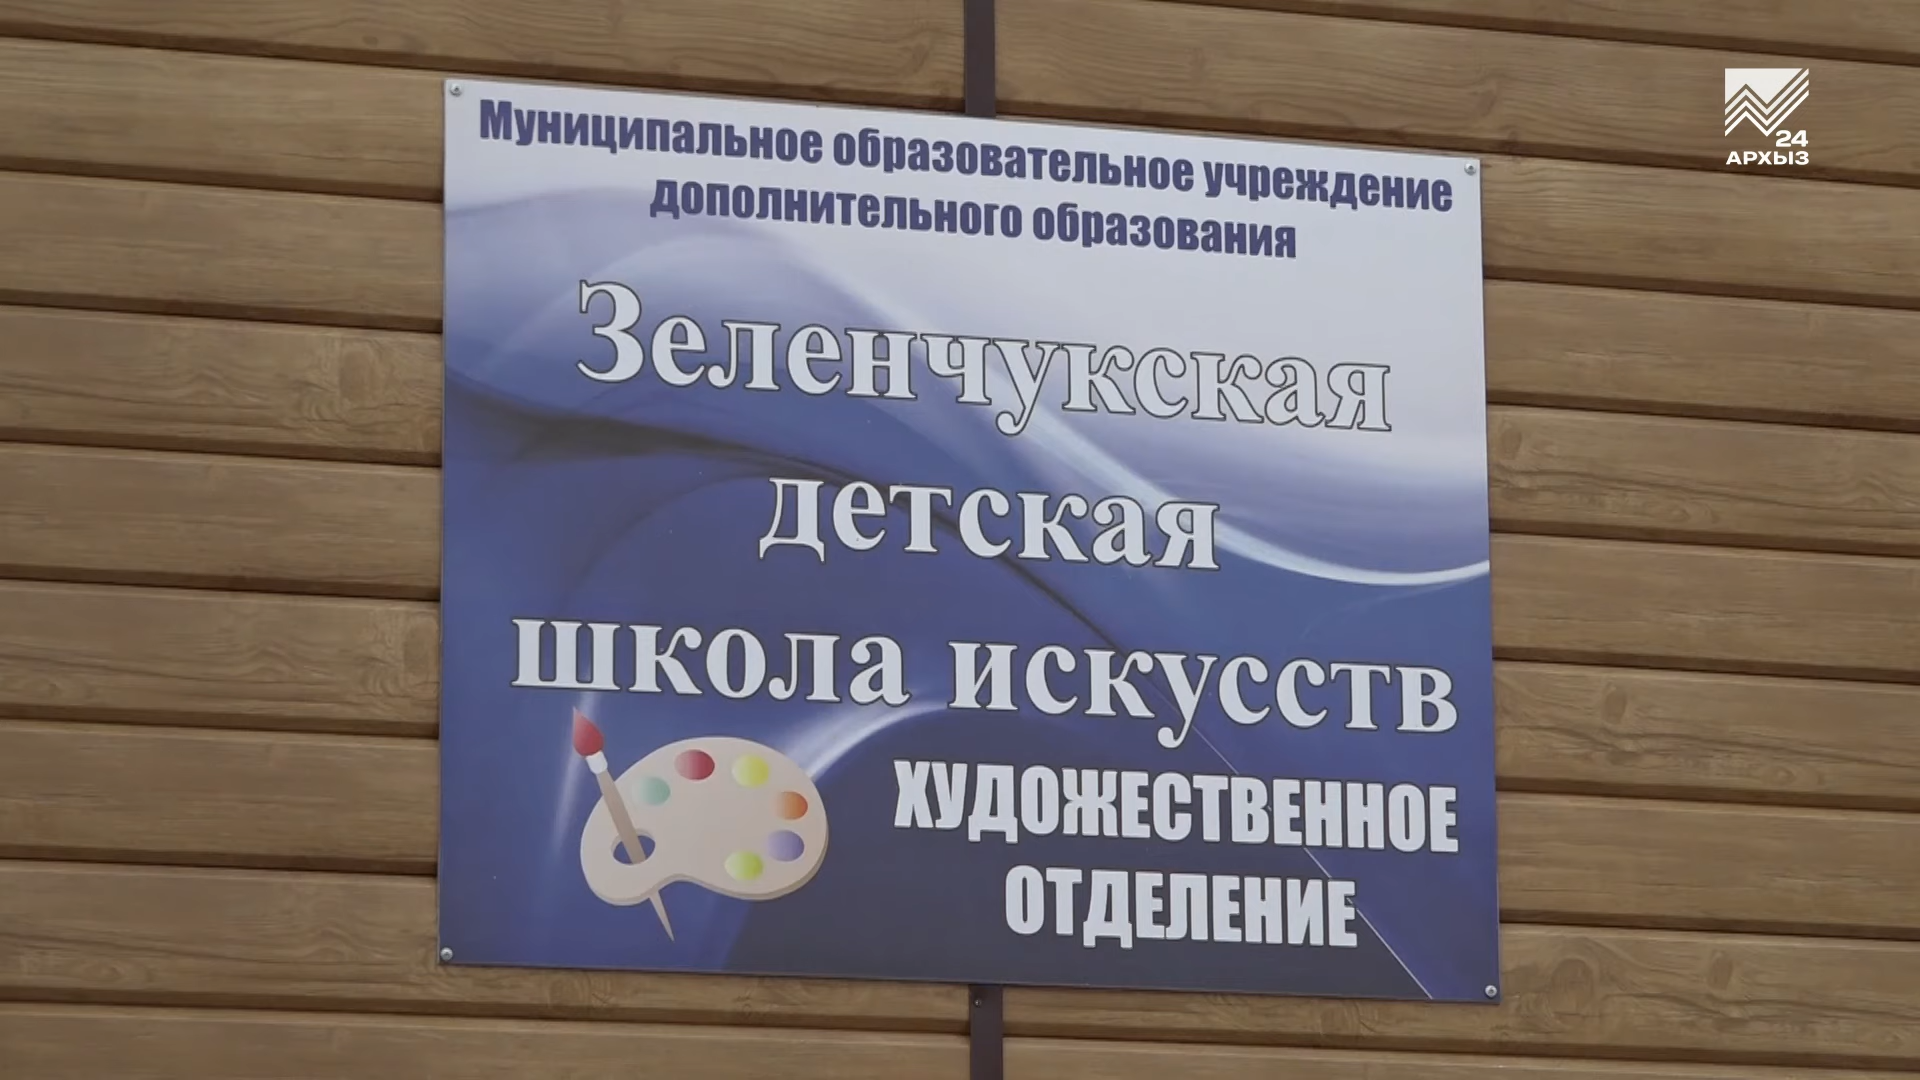 24
АРХЫЗ
Муниципальное образовательное учреждение
дополнительного образования
Зеленчукская
детская
школа искусств
ХУДОЖЕСТВЕННОЕ
ОТДЕЛЕНИЕ